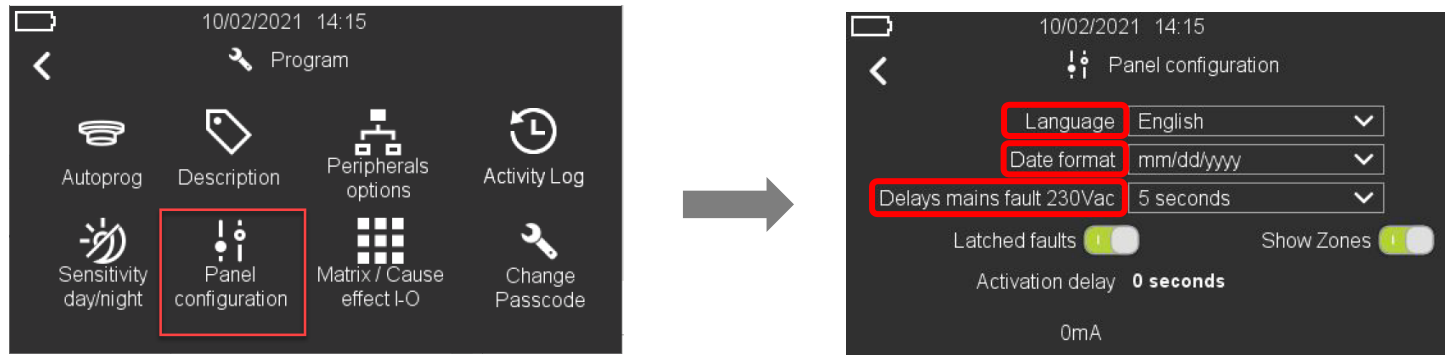 10/02/2021 14:15
Program
Autoprog
Description
Peripherals
options
Activity Log
Sensitivity
day/night
Panel
configuration
Matrix / Cause
effect I-O
Change
Passcode
10/02/2021 14:15
Panel configuration
Language English
Date format mm/dd/yyyy
Delays mains fault 230Vac 5 seconds
Latched faults Show Zones
Activation delay 0 seconds
0mA